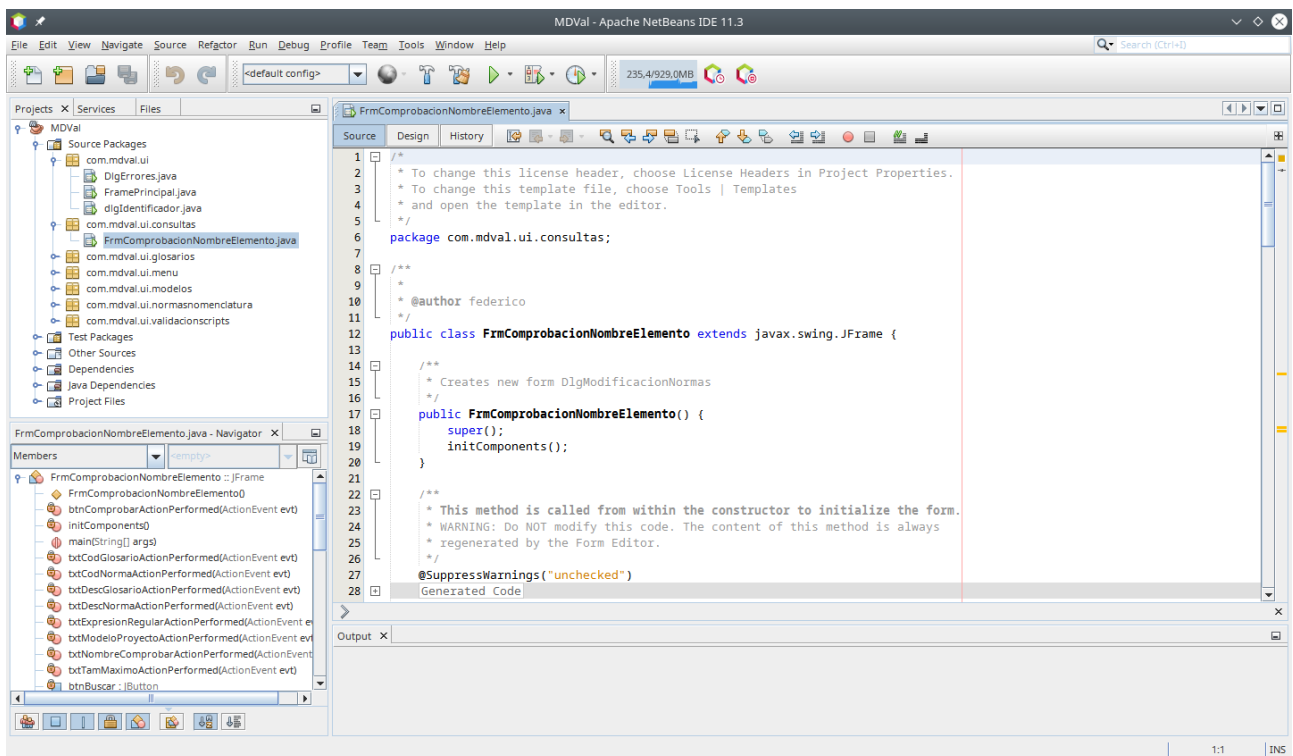 MDVal - Apache NetBeans IDE 11.3
File Edit View Navigate Source Refactor Run Debug Profile Team Tools Window Help
Search (Ctrl+I)
<default config>
235,4/929,0MB
Projects Services Files
MDVal
Source Packages
com.mdval.ui
DlgErrores.java
FramePrincipal.java
dlgIdentificador.java
com.mdval.ui.consultas
FrmComprobacionNombreElemento.java
com.mdval.ui.glosarios
com.mdval.ui.menu
com.mdval.ui.modelos
com.mdval.ui.normasnomenclatura
com.mdval.ui.validacionscripts
Test Packages
Other Sources
Dependencies
Java Dependencies
Project Files
FrmComprobacionNombreElemento.java - Navigator
Members
<empty>
FrmComprobacionNombreElemento :: JFrame
FrmComprobacionNombreElemento()
btnComprobarActionPerformed(ActionEvent evt)
initComponents()
main(String[] args)
txtCodGlosarioActionPerformed(ActionEvent evt)
txtCodNormaActionPerformed(ActionEvent evt)
txtDescGlosarioActionPerformed(ActionEvent evt)
txtDescNormaActionPerformed(ActionEvent evt)
txtExpresionRegularActionPerformed(ActionEvent e
txtModeloProyectoActionPerformed(ActionEvent evt
txtNombreComprobarActionPerformed(ActionEvent
txtTamMaximoActionPerformed(ActionEvent evt)
btnBuscar : JButton
FrmComprobacionNombreElemento.java
Source Design History
1 /*
2 * To change this license header, choose License Headers in Project Properties.
3 * To change this template file, choose Tools | Templates
4 * and open the template in the editor.
5 */
6 package com.mdval.ui.consultas;
7
8 /**
9 *
10 * @author federico
11 */
12 public class FrmComprobacionNombreElemento extends javax.swing.JFrame {
13
14 /**
15 * Creates new form DlgModificacionNormas
16 */
17 public FrmComprobacionNombreElemento() {
18 super();
19 initComponents();
20 }
21
22 /**
23 * This method is called from within the constructor to initialize the form.
24 * WARNING: Do NOT modify this code. The content of this method is always
25 * regenerated by the Form Editor.
26 */
27 @SuppressWarnings("unchecked")
28 Generated Code
Output
1:1 INS